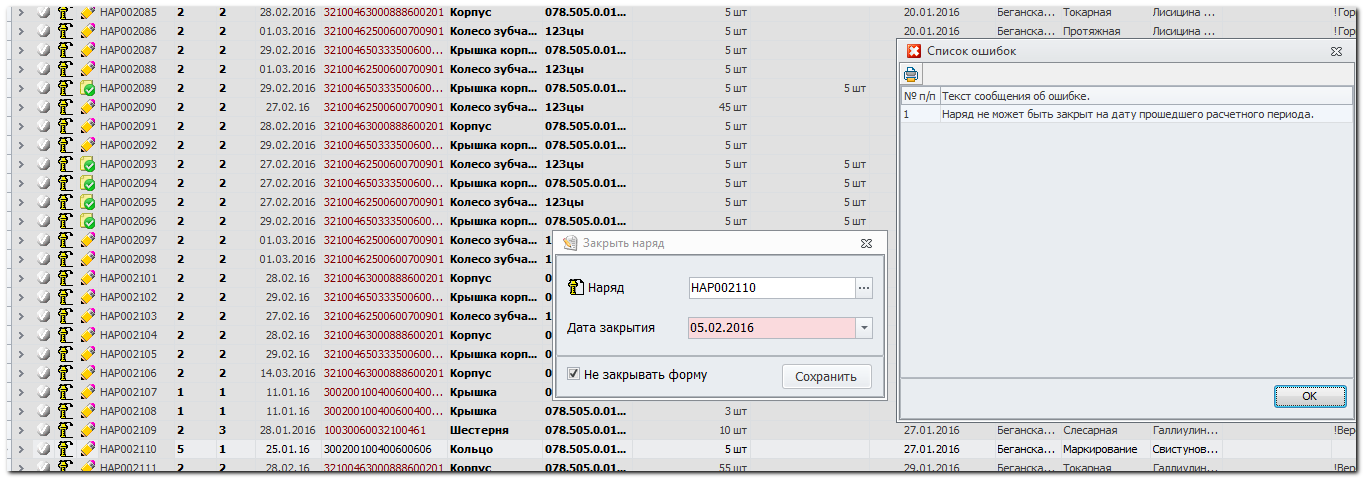 НАР002085 2 2 28.02.2016 32100463000888600201 Корпус 078.505.0.01... 5 шт 20.01.2016 Беганска... Токарная Лисицина ... !Гор
НАР002086 2 2 01.03.2016 32100462500600700901 Колесо зубча... 123цы 5 шт 20.01.2016 Беганска... Протяжная Лисицина ... !Гор
НАР002087 2 2 29.02.2016 321004650333500600... Крышка корп... 078.505.0.01... 5 шт
НАР002088 2 2 01.03.2016 32100462500600700901 Колесо зубча... 123цы 5 шт
НАР002089 2 2 29.02.2016 321004650333500600... Крышка корп... 078.505.0.01... 5 шт 5 шт
НАР002090 2 2 27.02.16 32100462500600700901 Колесо зубча... 123цы 45 шт
НАР002091 2 2 28.02.2016 32100463000888600201 Корпус 078.505.0.01... 5 шт
НАР002092 2 2 29.02.2016 321004650333500600... Крышка корп... 078.505.0.01... 5 шт
НАР002093 2 2 27.02.2016 32100462500600700901 Колесо зубча... 123цы 5 шт 5 шт
НАР002094 2 2 27.02.2016 321004650333500600... Крышка корп... 078.505.0.01... 5 шт 5 шт
НАР002095 2 2 27.02.2016 32100462500600700901 Колесо зубча... 123цы 5 шт 5 шт
НАР002096 2 2 29.02.2016 321004650333500600... Крышка корп... 078.505.0.01... 5 шт 5 шт
НАР002097 2 2 01.03.2016 32100462500600700901 Колесо зубча... 1
НАР002098 2 2 01.03.2016 32100462500600700901 Колесо зубча... 1
НАР002101 2 2 28.02.16 32100463000888600201 Корпус 0
НАР002102 2 2 29.02.16 321004650333500600... Крышка корп... 0
НАР002103 2 2 27.02.16 32100462500600700901 Колесо зубча... 1
НАР002104 2 2 28.02.16 32100463000888600201 Корпус 0
НАР002105 2 2 29.02.16 321004650333500600... Крышка корп... 0
НАР002106 2 2 14.03.2016 32100463000888600201 Корпус 0
НАР002107 1 1 11.01.16 300200100400600400... Крышка 0
НАР002108 1 1 11.01.16 300200100400600400... Крышка 078.505.0.01... 3 шт
НАР002109 2 3 28.01.2016 10030060032100461 Шестерня 078.505.0.01... 10 шт 27.01.2016 Беганска... Слесарная Галлиулин... !Вер
НАР002110 5 1 25.01.16 300200100400600606 Кольцо 078.505.0.01... 5 шт 27.01.2016 Беганска... Маркирование Свистунов...
НАР002111 2 2 28.02.16 32100463000888600201 Корпус 078.505.0.01... 55 шт 29.01.2016 Беганска... Токарная Галлиулин... !Вер
Закрыть наряд
Наряд НАР002110 ...
Дата закрытия 05.02.2016
Не закрывать форму Сохранить
Список ошибок
№ п/п Текст сообщения об ошибке.
1 Наряд не может быть закрыт на дату прошедшего расчетного периода.
OK